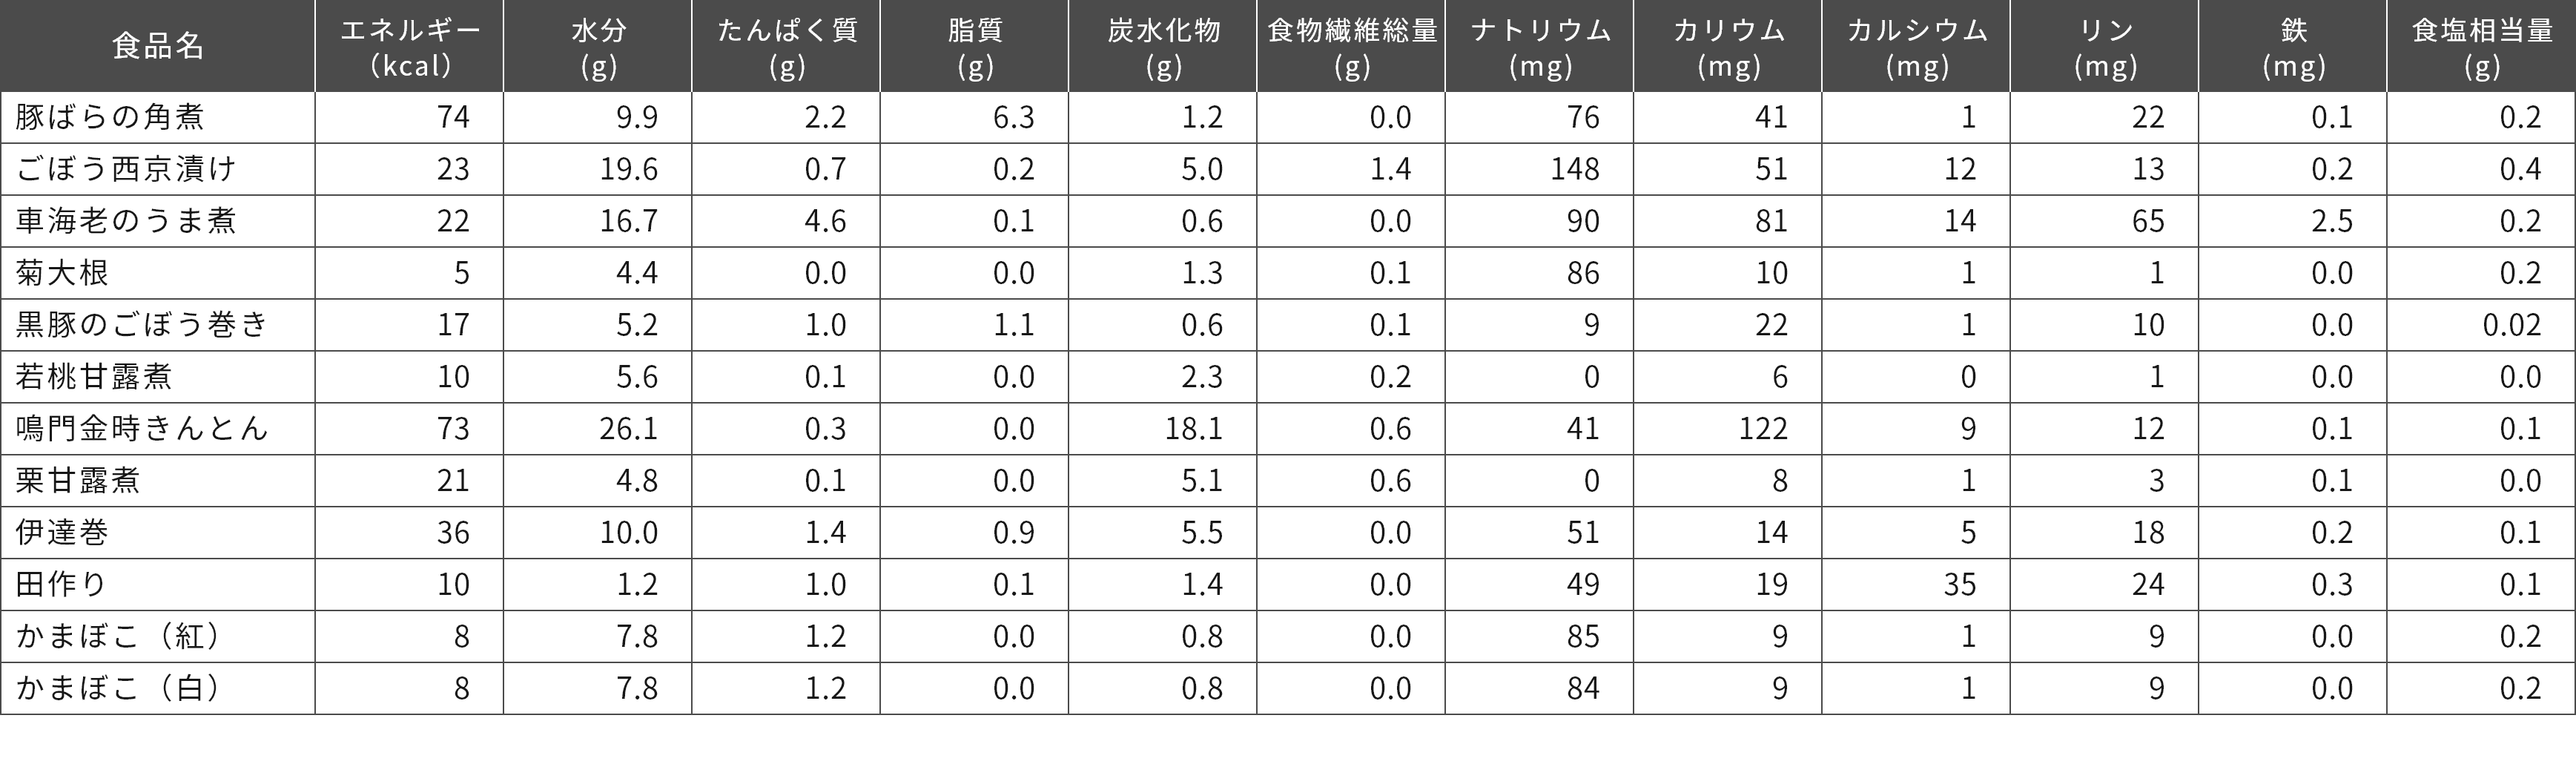 食品名 エネルギー（kcal） 水分(g) たんぱく質(g) 脂質(g) 炭水化物(g) 食物繊維総量(g) ナトリウム(mg) カリウム(mg) カルシウム(mg) リン(mg) 鉄(mg) 食塩相当量(g)
豚ばらの角煮 74 9.9 2.2 6.3 1.2 0.0 76 41 1 22 0.1 0.2
ごぼう西京漬け 23 19.6 0.7 0.2 5.0 1.4 148 51 12 13 0.2 0.4
車海老のうま煮 22 16.7 4.6 0.1 0.6 0.0 90 81 14 65 2.5 0.2
菊大根 5 4.4 0.0 0.0 1.3 0.1 86 10 1 1 0.0 0.2
黒豚のごぼう巻き 17 5.2 1.0 1.1 0.6 0.1 9 22 1 10 0.0 0.02
若桃甘露煮 10 5.6 0.1 0.0 2.3 0.2 0 6 0 1 0.0 0.0
鳴門金時きんとん 73 26.1 0.3 0.0 18.1 0.6 41 122 9 12 0.1 0.1
栗甘露煮 21 4.8 0.1 0.0 5.1 0.6 0 8 1 3 0.1 0.0
伊達巻 36 10.0 1.4 0.9 5.5 0.0 51 14 5 18 0.2 0.1
田作り 10 1.2 1.0 0.1 1.4 0.0 49 19 35 24 0.3 0.1
かまぼこ（紅） 8 7.8 1.2 0.0 0.8 0.0 85 9 1 9 0.0 0.2
かまぼこ（白） 8 7.8 1.2 0.0 0.8 0.0 84 9 1 9 0.0 0.2